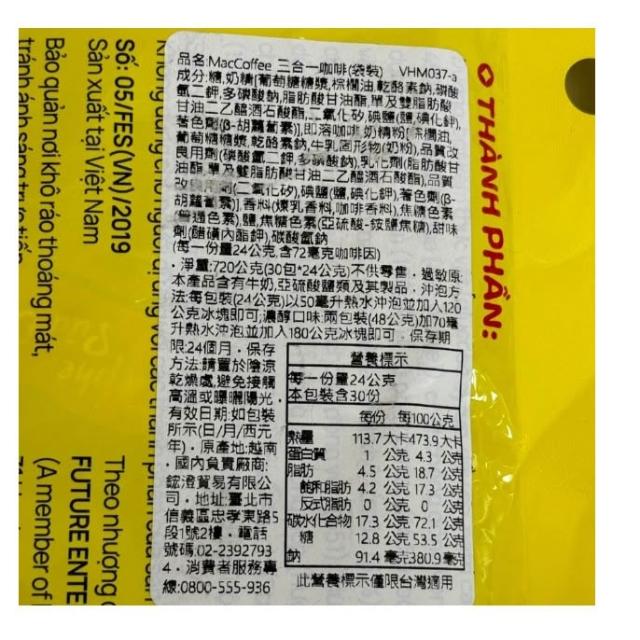 品名:MacCoffee 三合一咖啡(袋裝) VHM037-a
成分:糖,奶精[葡萄糖糖漿,棕櫚油,乾酪素鈉,磷酸
氫二鉀,多磷酸鈉,脂肪酸甘油酯,單及雙脂肪酸
甘油二乙醯酒石酸酯,二氧化矽,碘鹽(鹽,碘化鉀),
著色劑(β-胡蘿蔔素)],即溶咖啡,奶精粉[棕櫚油,
葡萄糖糖漿,乾酪素鈉,牛乳固形物(奶粉),品質改
良用劑(磷酸氫二鉀,多磷酸鈉),乳化劑(脂肪酸甘
油酯,單及雙脂肪酸甘油二乙醯酒石酸酯),品質
改良用劑(二氧化矽),碘鹽(鹽,碘化鉀),著色劑(β-
胡蘿蔔素)],香料(煉乳香料,咖啡香料),焦糖色素
(普通色素),鹽,焦糖色素(亞硫酸-銨鹽焦糖),甜味
劑(醋磺內酯鉀),碳酸氫鈉
(每一份量24公克,含72毫克咖啡因)
·淨重:720公克(30包*24公克)不供零售·過敏原:
本產品含有牛奶,亞硫酸鹽類及其製品·沖泡方
法:每包裝(24公克)以50毫升熱水沖泡並加入120
公克冰塊即可;濃醇口味:兩包裝(48公克)加70毫
升熱水沖泡並加入180公克冰塊即可·保存期
限:24個月·保存
方法:請置於陰涼
乾燥處,避免接觸
高溫或曝曬陽光·
有效日期:如包裝
所示(日/月/西元
年)·原產地:越南
·國內負責廠商:
鋐澄貿易有限公
司·地址:臺北市
信義區忠孝東路5
段1號2樓·電話
號碼:02-2392793
4·消費者服務專
線:0800-555-936
營養標示
每一份量24公克
本包裝含30份
每份 每100公克
熱量 113.7大卡 473.9大卡
蛋白質 1 公克 4.3 公克
脂肪 4.5 公克 18.7 公克
飽和脂肪 4.2 公克 17.3 公克
反式脂肪 0 公克 0 公克
碳水化合物 17.3 公克 72.1 公克
糖 12.8 公克 53.5 公克
鈉 91.4 毫克 380.9 毫克
此營養標示僅限台灣適用
THÀNH PHẦN:
Số: 05/FES(VN)/2019
Sản xuất tại Việt Nam
Bảo quản nơi khô ráo thoáng mát,
tránh ánh sáng trực tiếp
Theo nhượng
FUTURE ENTE
(A member of